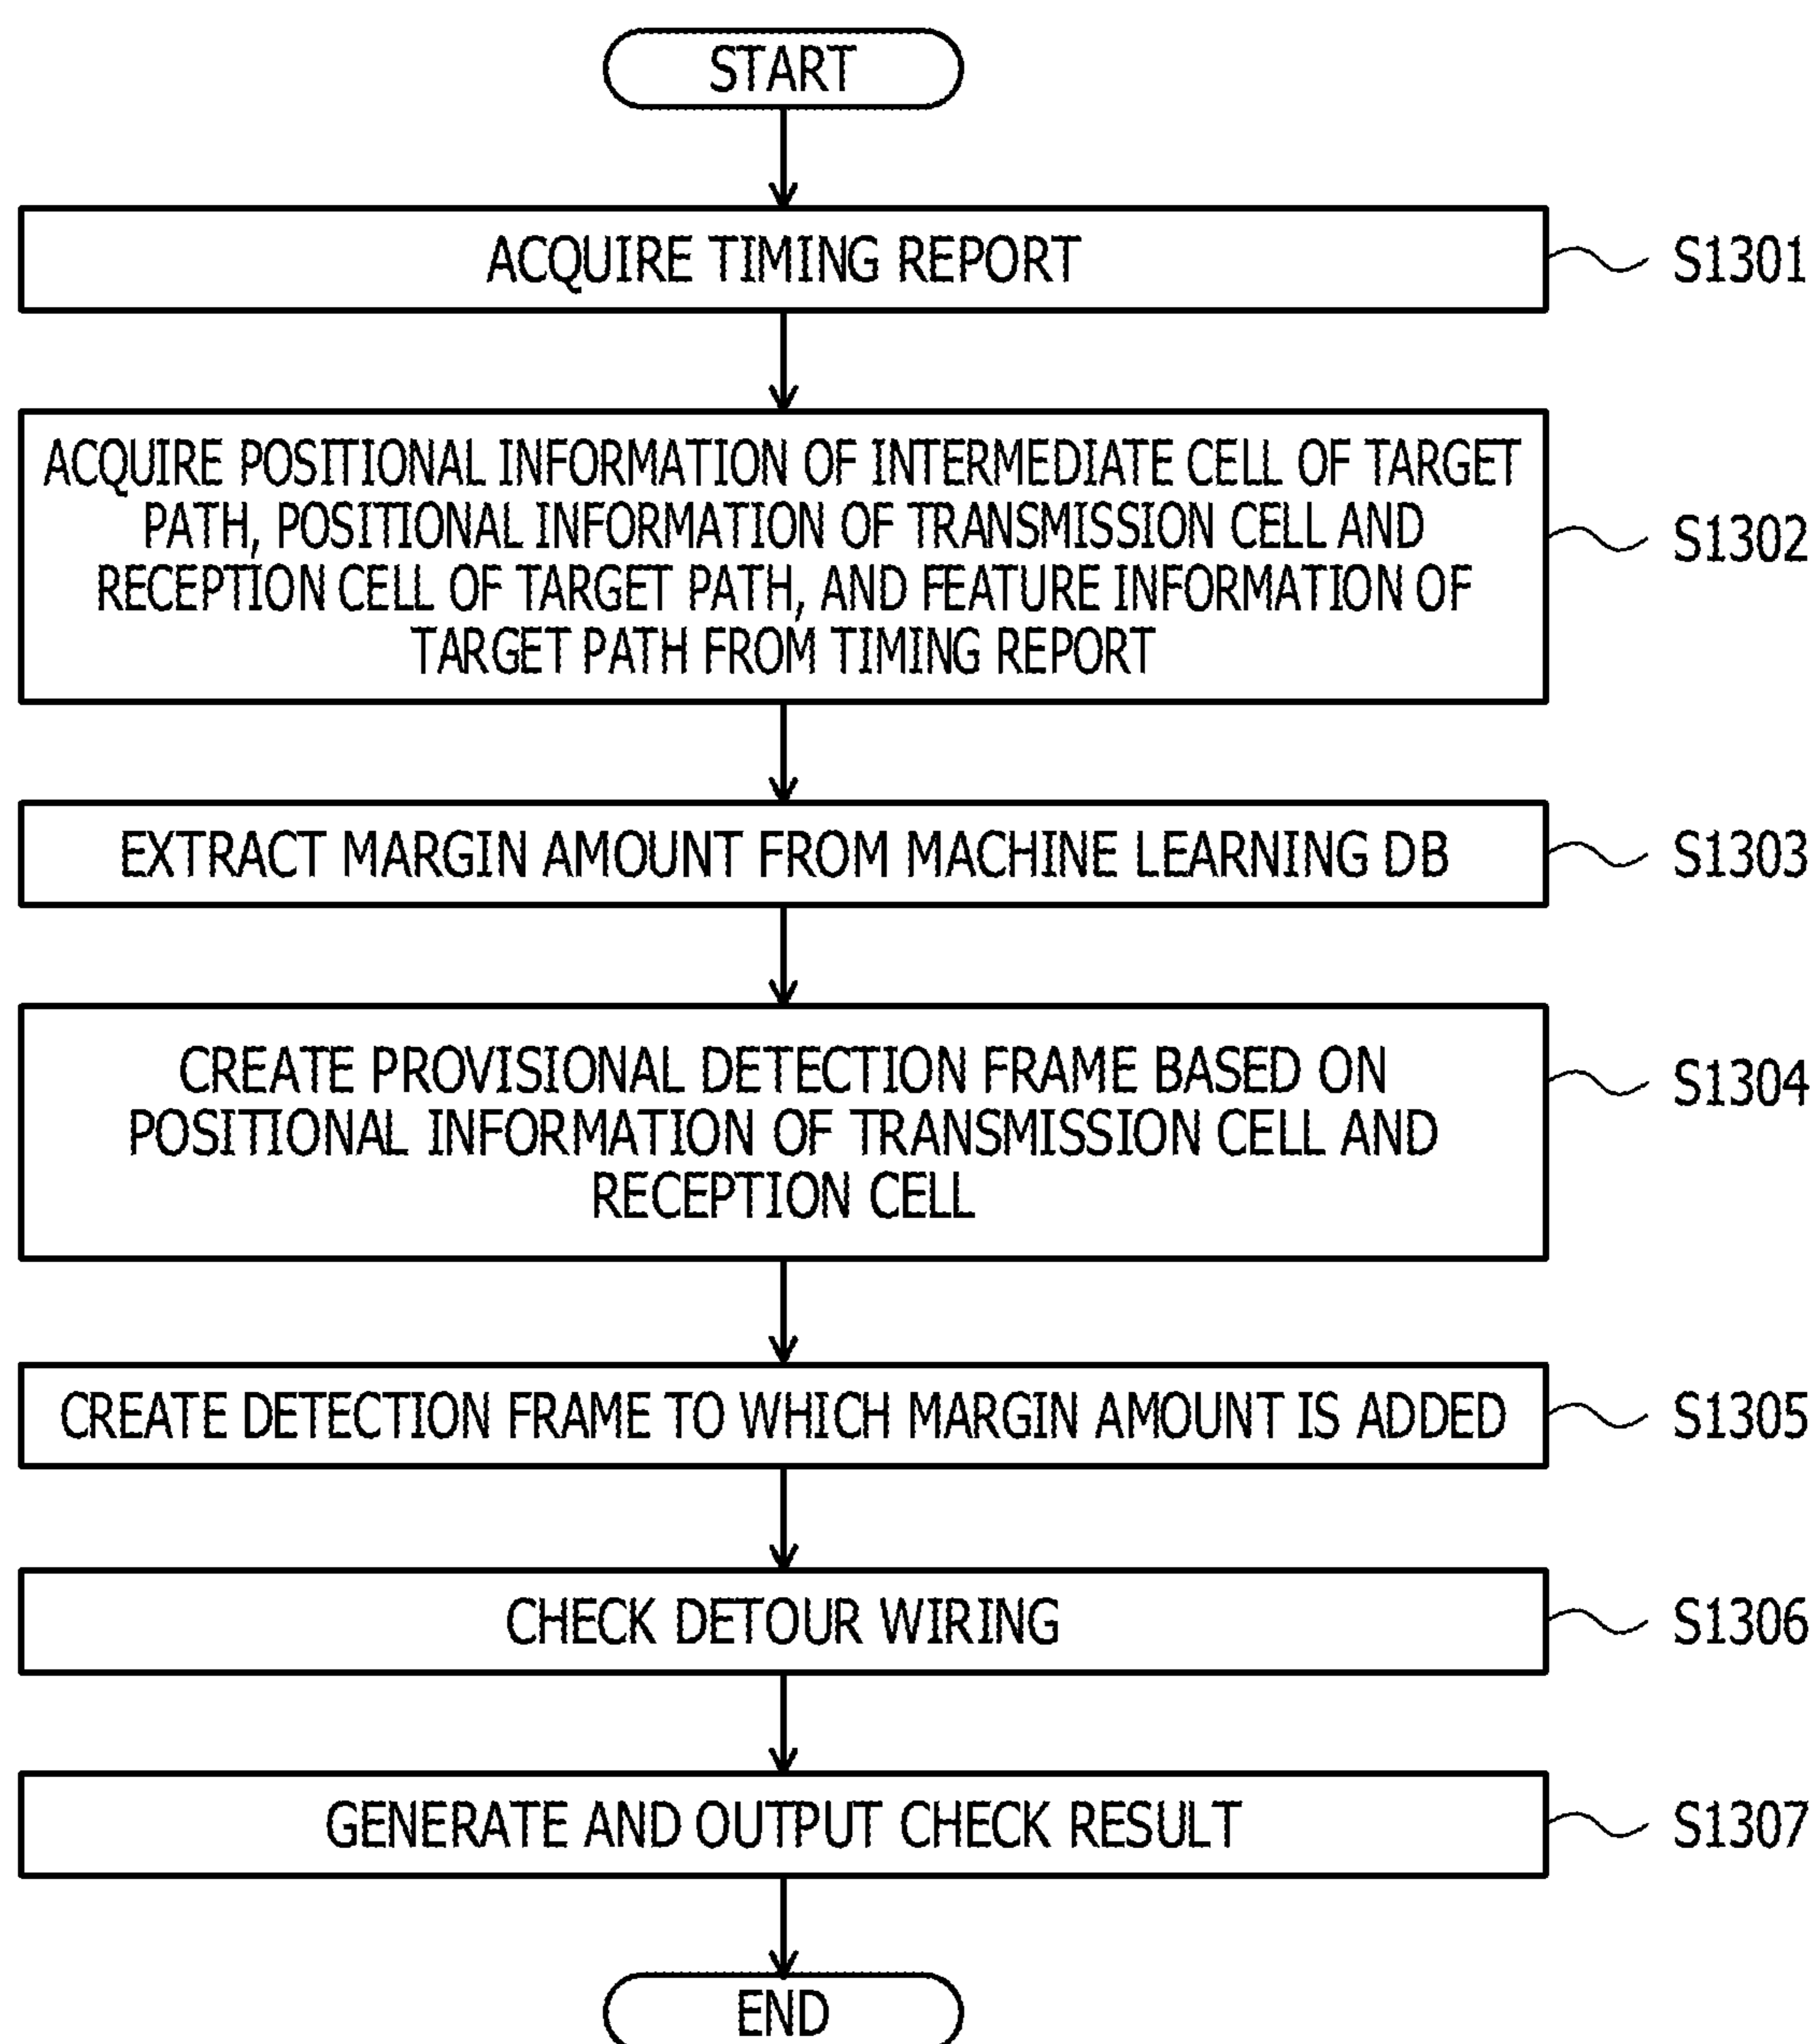 START
ACQUIRE TIMING REPORT
S1301
ACQUIRE POSITIONAL INFORMATION OF INTERMEDIATE CELL OF TARGET
PATH, POSITIONAL INFORMATION OF TRANSMISSION CELL AND
RECEPTION CELL OF TARGET PATH, AND FEATURE INFORMATION OF
TARGET PATH FROM TIMING REPORT
S1302
EXTRACT MARGIN AMOUNT FROM MACHINE LEARNING DB
S1303
CREATE PROVISIONAL DETECTION FRAME BASED ON
POSITIONAL INFORMATION OF TRANSMISSION CELL AND
RECEPTION CELL
S1304
CREATE DETECTION FRAME TO WHICH MARGIN AMOUNT IS ADDED
S1305
CHECK DETOUR WIRING
S1306
GENERATE AND OUTPUT CHECK RESULT
S1307
END